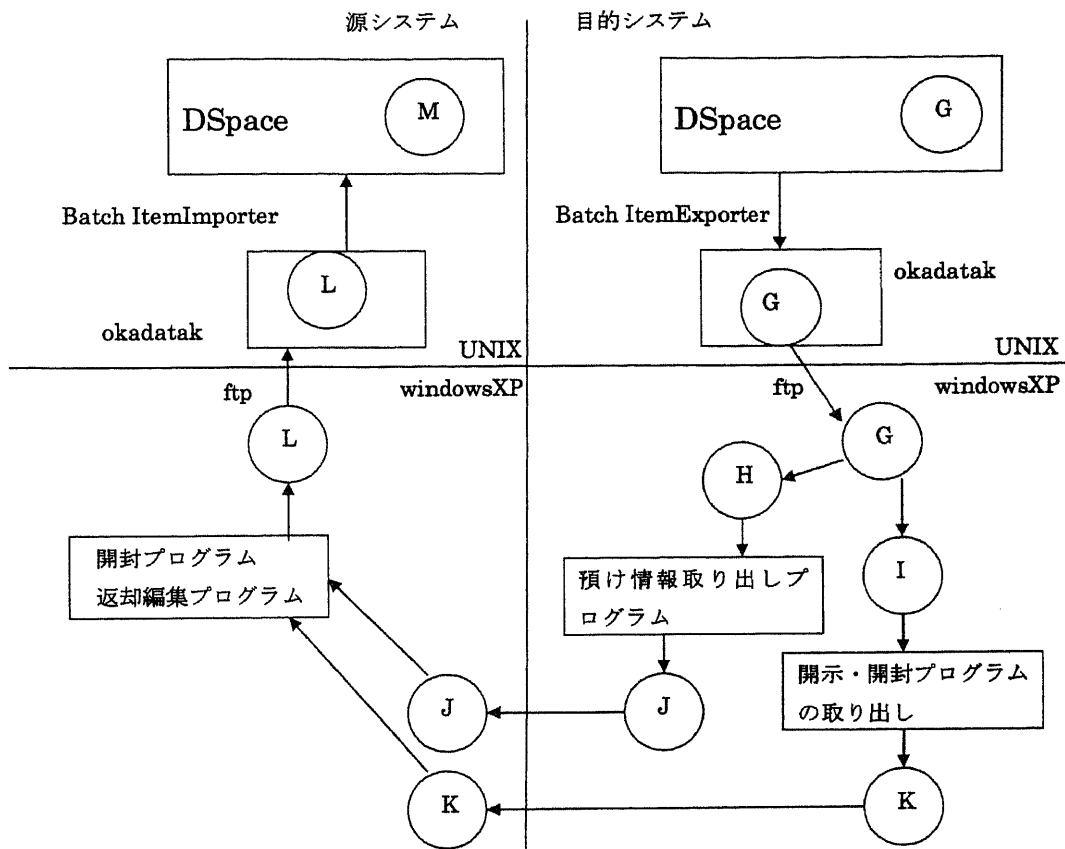 源システム
目的システム
DSpace
M
DSpace
G
Batch ItemImporter
Batch ItemExporter
L
okadatak
UNIX
G
okadatak
UNIX
ftp
windowsXP
ftp
windowsXP
L
G
H
I
開封プログラム
返却編集プログラム
預け情報取り出しプ
ログラム
開示・開封プログラム
の取り出し
J
J
K
K